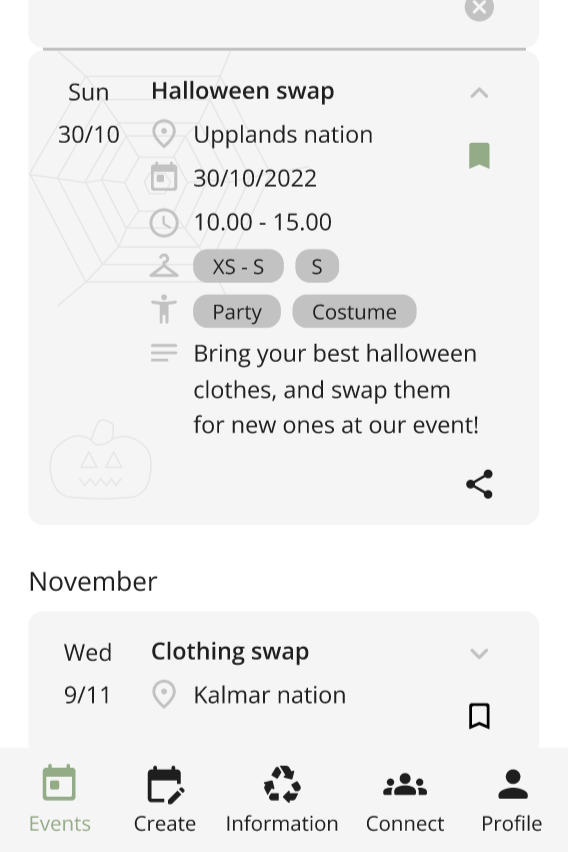 Sun
Halloween swap
30/10
Upplands nation
30/10/2022
10.00 - 15.00
XS - S
S
Party
Costume
Bring your best halloween
clothes, and swap them
for new ones at our event!
November
Wed
Clothing swap
9/11
Kalmar nation
Events
Create
Information
Connect
Profile